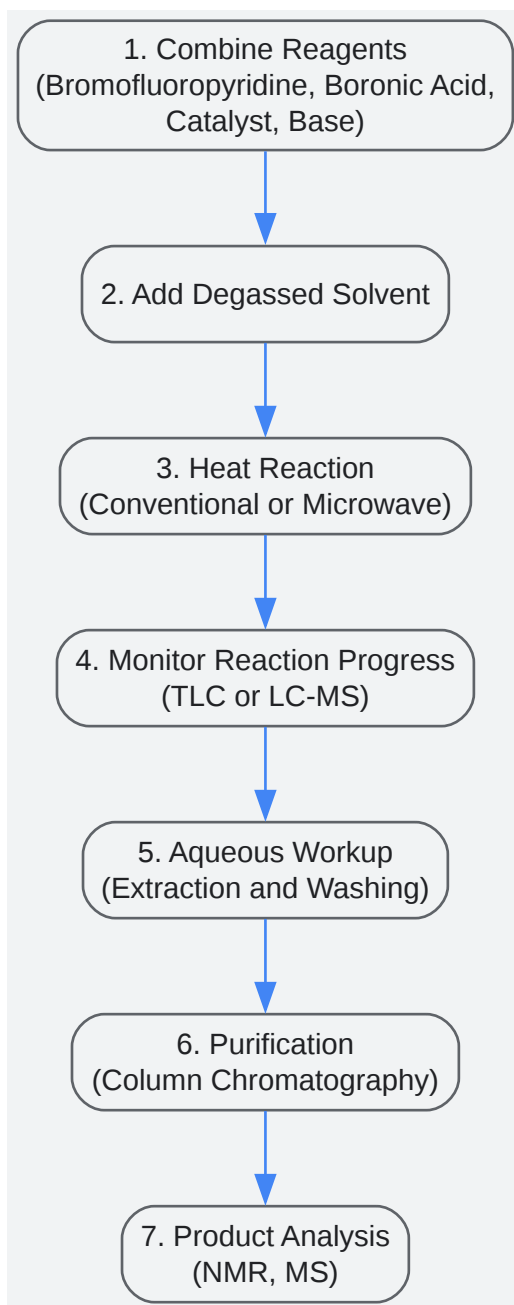 1. Combine Reagents
(Bromofluoropyridine, Boronic Acid,
Catalyst, Base)
2. Add Degassed Solvent
3. Heat Reaction
(Conventional or Microwave)
4. Monitor Reaction Progress
(TLC or LC-MS)
5. Aqueous Workup
(Extraction and Washing)
6. Purification
(Column Chromatography)
7. Product Analysis
(NMR, MS)